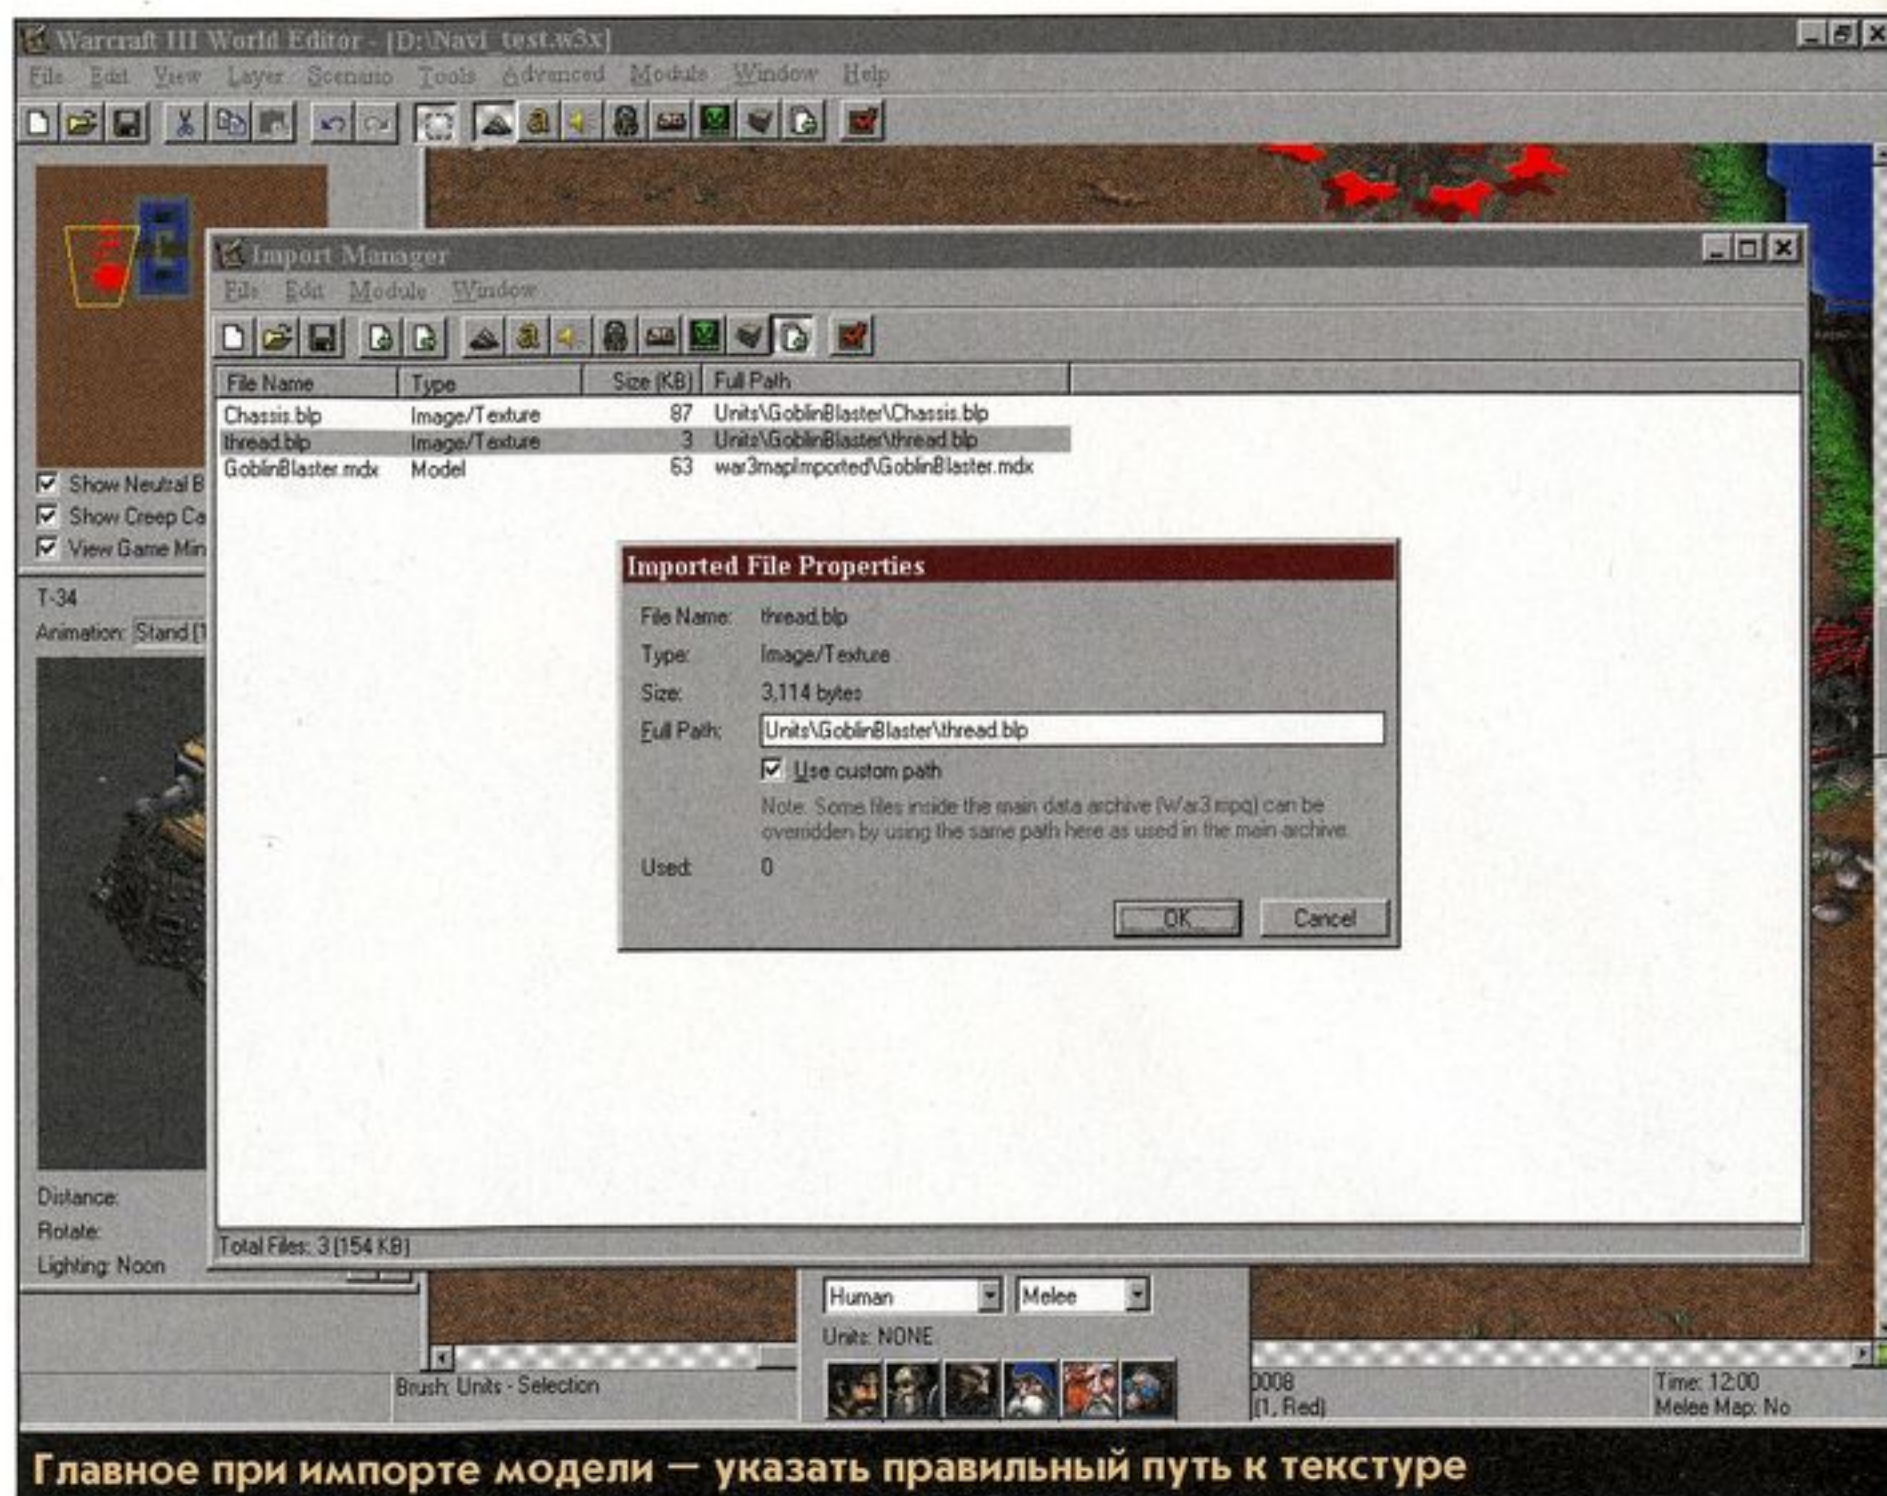 Warcraft III World Editor - [D:\Navi_test.w3x]
File Edit View Layer Scenario Tools Advanced Module Window Help
Import Manager
File Edit Module Window
File Name Type Size (KB) Full Path
Chassis.blp Image/Texture 87 Units\GoblinBlaster\Chassis.blp
thread.blp Image/Texture 3 Units\GoblinBlaster\thread.blp
GoblinBlaster.mdx Model 63 war3mapImported\GoblinBlaster.mdx
Show Neutral B
Show Creep Ca
View Game Min
T-34
Animation: Stand [1
Imported File Properties
File Name: thread.blp
Type: Image/Texture
Size: 3,114 bytes
Full Path: Units\GoblinBlaster\thread.blp
Use custom path
Note: Some files inside the main data archive (War3.mpq) can be
overridden by using the same path here as used in the main archive.
Used: 0
OK Cancel
Distance:
Rotate:
Lighting: Noon
Total Files: 3 (154 KB)
Human Melee
Units: NONE
Brush: Units - Selection
0008
(1, Red)
Time: 12:00
Melee Map: No
Главное при импорте модели — указать правильный путь к текстуре